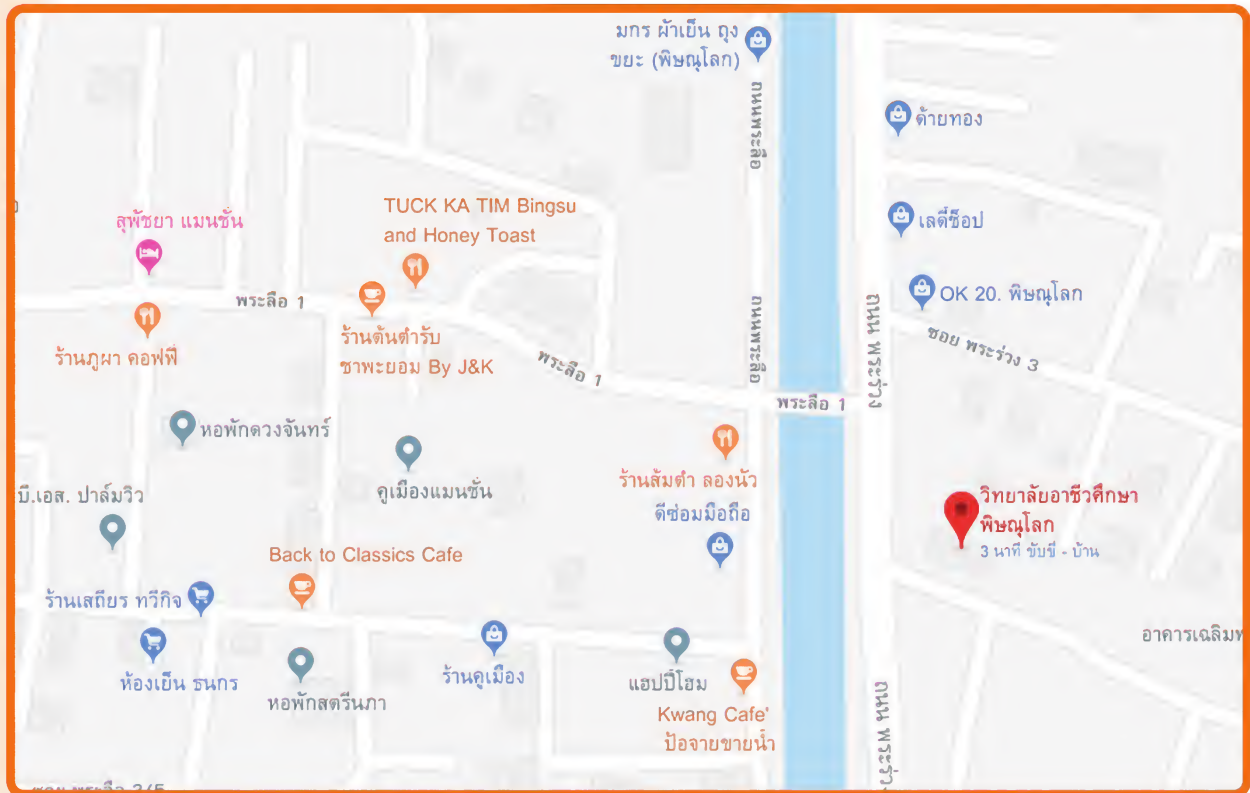 มกร ผ้าเย็น ถุง
ขยะ (พิษณุโลก)
ถนนพระลือ
ด้ายทอง
สุพัชยา แมนชั่น
TUCK KA TIM Bingsu
and Honey Toast
เลดี้ช็อป
พระลือ 1
OK 20. พิษณุโลก
ร้านภูผา คอฟฟี่
ร้านต้นตำรับ
ชาพะยอม By J&K
พระลือ 1
ถนนพระลือ
ถนน พระร่วง
ซอย พระร่วง 3
พระลือ 1
หอพักดวงจันทร์
คูเมืองแมนชั่น
ร้านส้มตำ ลองนัว
บี.เอส. ปาล์มวิว
ดีซ่อมมือถือ
วิทยาลัยอาชีวศึกษา
พิษณุโลก
3 นาที ขับขี่ - บ้าน
Back to Classics Cafe
ร้านเสถียร ทวีกิจ
ห้องเย็น ธนกร
หอพักสตรีนภา
ร้านคูเมือง
แฮปปี้โฮม
Kwang Cafe'
ป้อจายขายน้ำ
ถนน พระร่วง